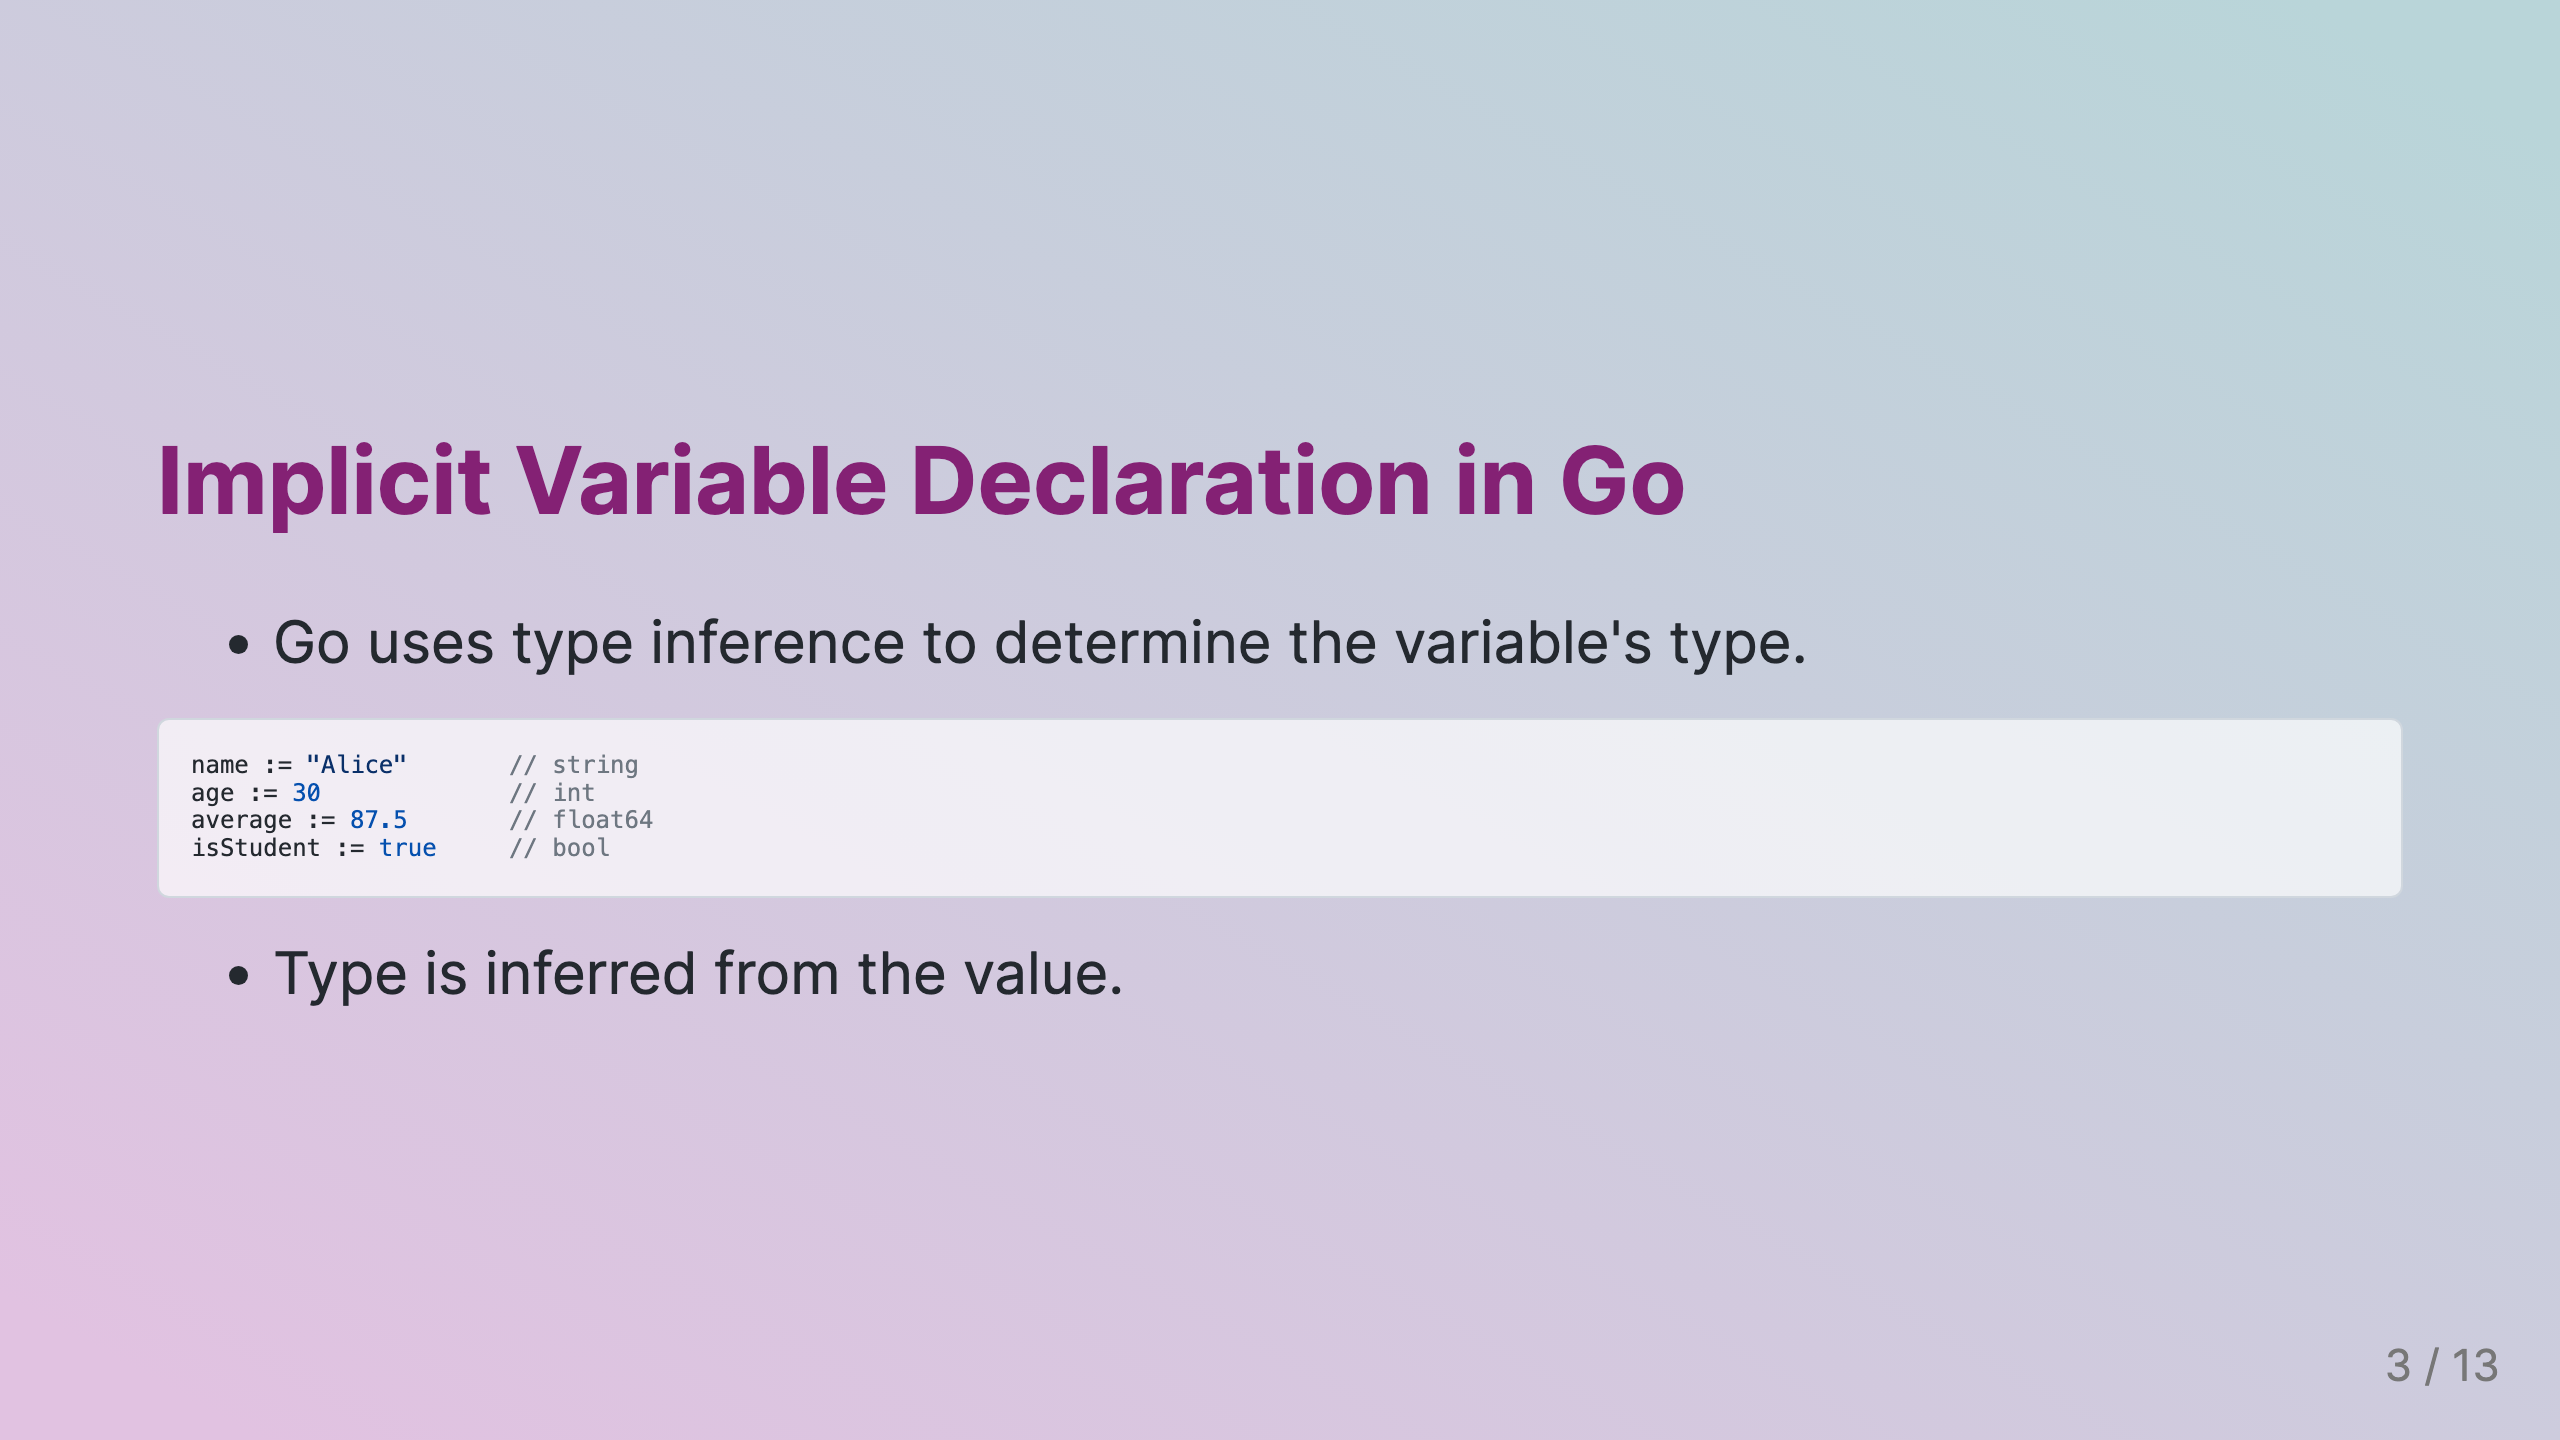 Implicit Variable Declaration in Go
• Go uses type inference to determine the variable's type.
name := "Alice"       // string
age := 30             // int
average := 87.5       // float64
isStudent := true     // bool
• Type is inferred from the value.
3 / 13